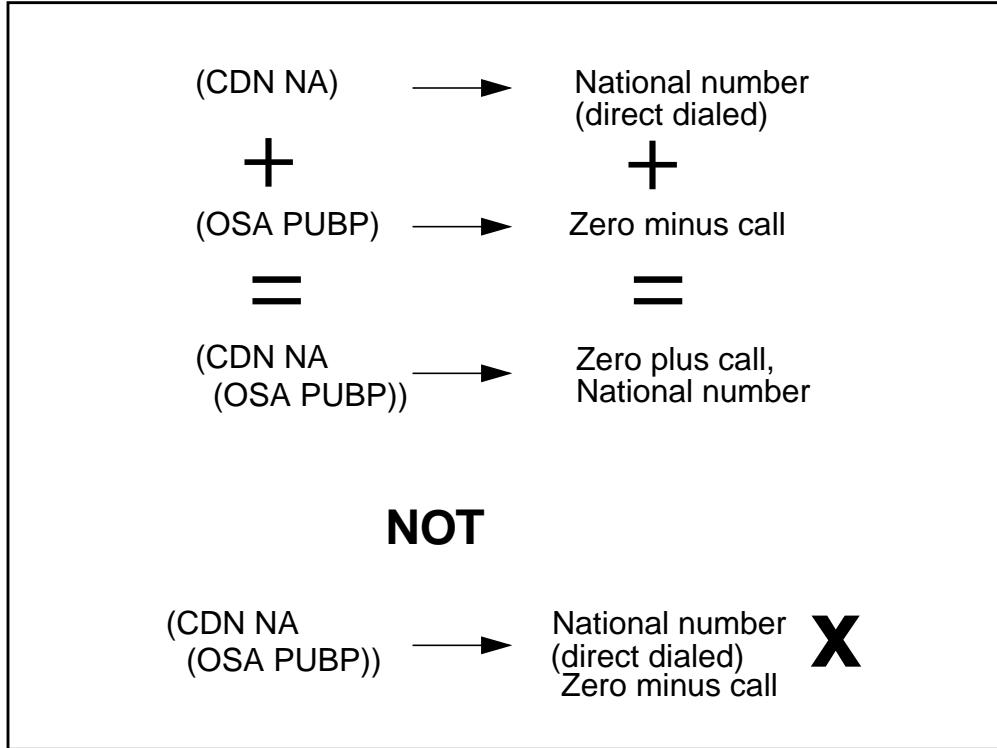 (CDN NA) National number
(direct dialed)
+ +
(OSA PUBP) Zero minus call
= =
(CDN NA Zero plus call,
(OSA PUBP)) National number
NOT
(CDN NA National number
(OSA PUBP)) (direct dialed)
Zero minus call
X